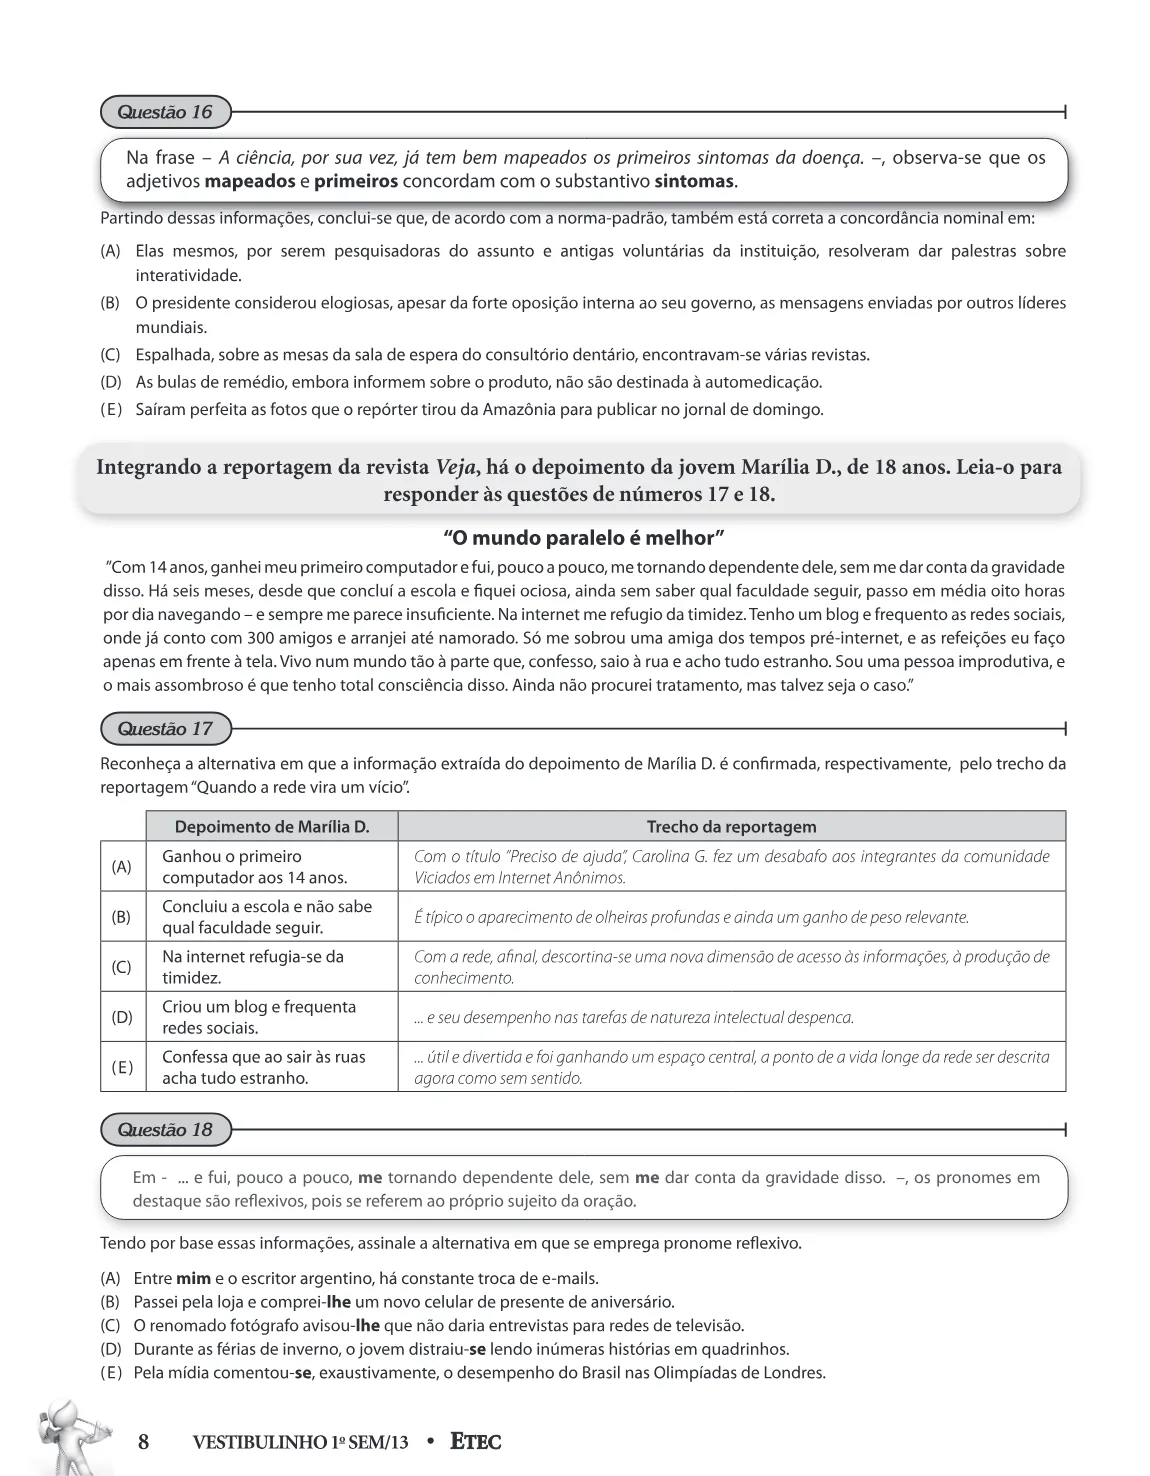 Questão 16
Na frase – A ciência, por sua vez, já tem bem mapeados os primeiros sintomas da doença. –, observa-se que os
adjetivos mapeados e primeiros concordam com o substantivo sintomas.
Partindo dessas informações, conclui-se que, de acordo com a norma-padrão, também está correta a concordância nominal em:
(A) Elas mesmos, por serem pesquisadoras do assunto e antigas voluntárias da instituição, resolveram dar palestras sobre
interatividade.
(B) O presidente considerou elogiosas, apesar da forte oposição interna ao seu governo, as mensagens enviadas por outros líderes
mundiais.
(C) Espalhada, sobre as mesas da sala de espera do consultório dentário, encontravam-se várias revistas.
(D) As bulas de remédio, embora informem sobre o produto, não são destinada à automedicação.
(E) Saíram perfeita as fotos que o repórter tirou da Amazônia para publicar no jornal de domingo.
Integrando a reportagem da revista Veja, há o depoimento da jovem Marília D., de 18 anos. Leia-o para
responder às questões de números 17 e 18.
“O mundo paralelo é melhor”
”Com 14 anos, ganhei meu primeiro computador e fui, pouco a pouco, me tornando dependente dele, sem me dar conta da gravidade
disso. Há seis meses, desde que concluí a escola e fiquei ociosa, ainda sem saber qual faculdade seguir, passo em média oito horas
por dia navegando – e sempre me parece insuficiente. Na internet me refugio da timidez. Tenho um blog e frequento as redes sociais,
onde já conto com 300 amigos e arranjei até namorado. Só me sobrou uma amiga dos tempos pré-internet, e as refeições eu faço
apenas em frente à tela. Vivo num mundo tão à parte que, confesso, saio à rua e acho tudo estranho. Sou uma pessoa improdutiva, e
o mais assombroso é que tenho total consciência disso. Ainda não procurei tratamento, mas talvez seja o caso.”
Questão 17
Reconheça a alternativa em que a informação extraída do depoimento de Marília D. é confirmada, respectivamente, pelo trecho da
reportagem “Quando a rede vira um vício”.
Depoimento de Marília D. Trecho da reportagem
(A) Ganhou o primeiro
computador aos 14 anos.
Com o título ”Preciso de ajuda”, Carolina G. fez um desabafo aos integrantes da comunidade
Viciados em Internet Anônimos.
(B) Concluiu a escola e não sabe
qual faculdade seguir.
É típico o aparecimento de olheiras profundas e ainda um ganho de peso relevante.
(C) Na internet refugia-se da
timidez.
Com a rede, afinal, descortina-se uma nova dimensão de acesso às informações, à produção de
conhecimento.
(D) Criou um blog e frequenta
redes sociais.
... e seu desempenho nas tarefas de natureza intelectual despenca.
(E) Confessa que ao sair às ruas
acha tudo estranho.
... útil e divertida e foi ganhando um espaço central, a ponto de a vida longe da rede ser descrita
agora como sem sentido.
Questão 18
Em - ... e fui, pouco a pouco, me tornando dependente dele, sem me dar conta da gravidade disso. –, os pronomes em
destaque são reflexivos, pois se referem ao próprio sujeito da oração.
Tendo por base essas informações, assinale a alternativa em que se emprega pronome reflexivo.
(A) Entre mim e o escritor argentino, há constante troca de e-mails.
(B) Passei pela loja e comprei-lhe um novo celular de presente de aniversário.
(C) O renomado fotógrafo avisou-lhe que não daria entrevistas para redes de televisão.
(D) Durante as férias de inverno, o jovem distraiu-se lendo inúmeras histórias em quadrinhos.
(E) Pela mídia comentou-se, exaustivamente, o desempenho do Brasil nas Olimpíadas de Londres.
8 VESTIBULINHO 1º SEM/13 • ETEC